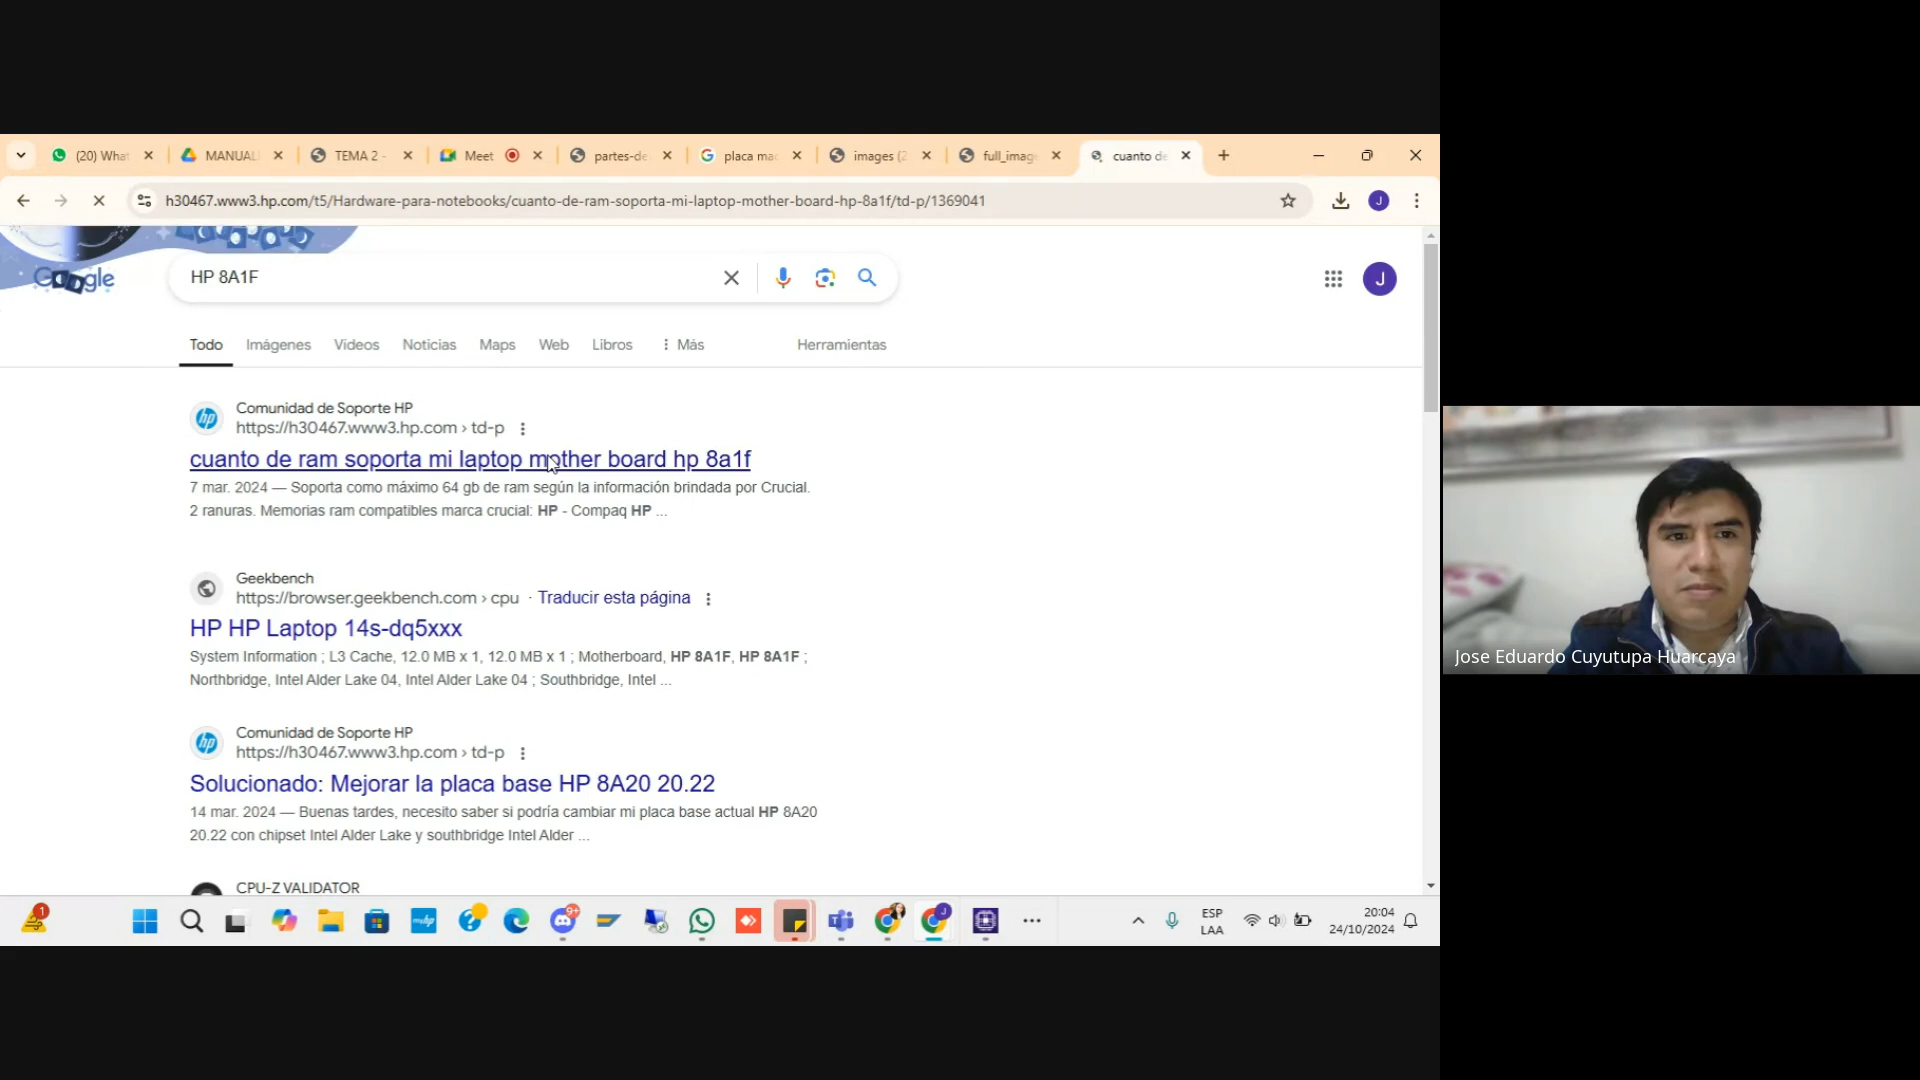 (20) What
MANUAL
TEMA 2 -
Meet
partes-de
placa mad
images (2
full_imag
cuanto de
h30467.www3.hp.com/t5/Hardware-para-notebooks/cuanto-de-ram-soporta-mi-laptop-mother-board-hp-8a1f/td-p/1369041
J
Google
HP 8A1F
J
Todo
Imágenes
Videos
Noticias
Maps
Web
Libros
Más
Herramientas
hp
Comunidad de Soporte HP
https://h30467.www3.hp.com › td-p
cuanto de ram soporta mi laptop mother board hp 8a1f
7 mar. 2024 — Soporta como máximo 64 gb de ram según la información brindada por Crucial.
2 ranuras. Memorias ram compatibles marca crucial: HP - Compaq HP ...
Geekbench
https://browser.geekbench.com › cpu · Traducir esta página
HP HP Laptop 14s-dq5xxx
System Information ; L3 Cache, 12.0 MB x 1, 12.0 MB x 1 ; Motherboard, HP 8A1F, HP 8A1F ;
Northbridge, Intel Alder Lake 04, Intel Alder Lake 04 ; Southbridge, Intel ...
hp
Comunidad de Soporte HP
https://h30467.www3.hp.com › td-p
Solucionado: Mejorar la placa base HP 8A20 20.22
14 mar. 2024 — Buenas tardes, necesito saber si podría cambiar mi placa base actual HP 8A20
20.22 con chipset Intel Alder Lake y southbridge Intel Alder ...
CPU-Z VALIDATOR
Jose Eduardo Cuyutupa Huarcaya
1
myhp
9+
J
ESP
LAA
20:04
24/10/2024